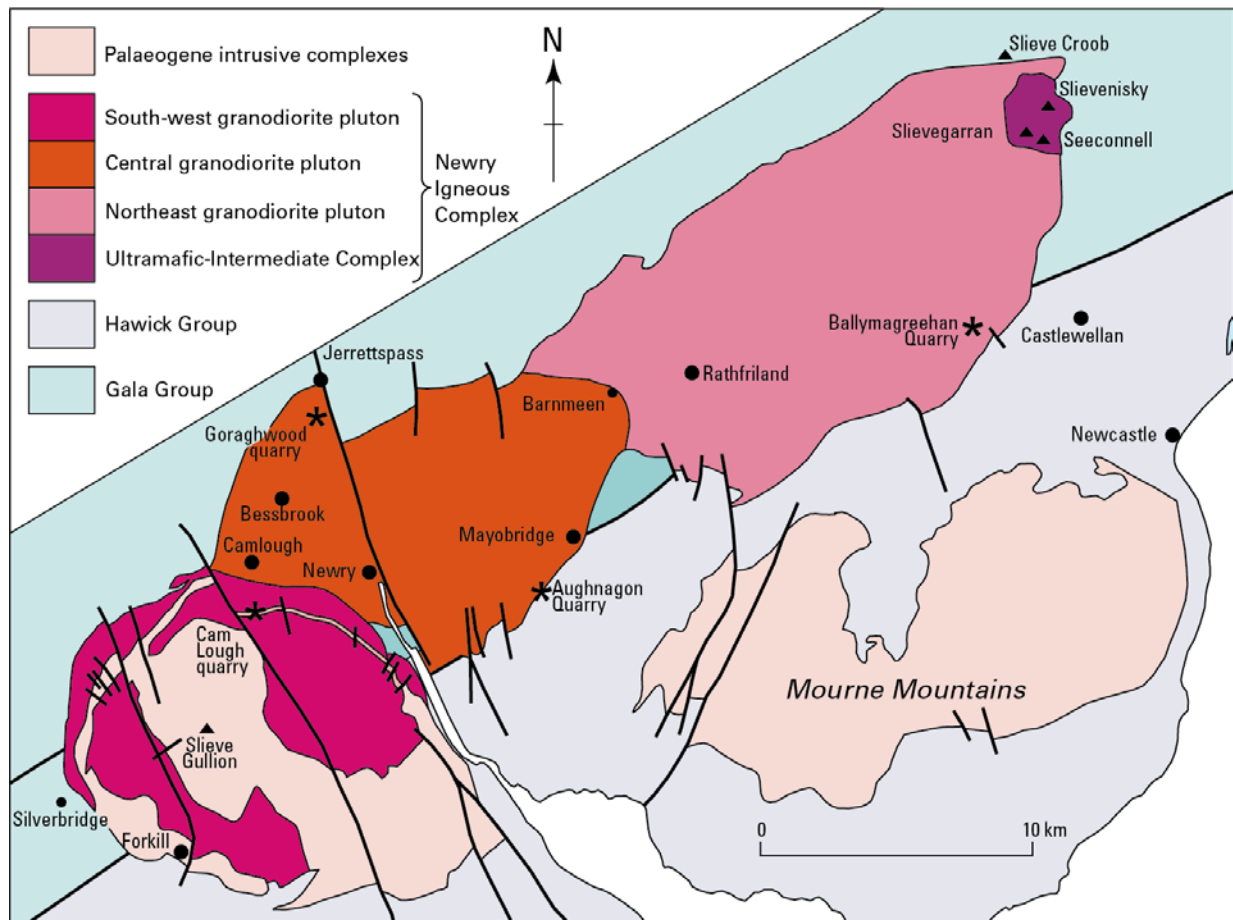 Palaeogene intrusive complexes
South-west granodiorite pluton
Central granodiorite pluton
Northeast granodiorite pluton
Ultramafic-Intermediate Complex
Newry
Igneous
Complex
Hawick Group
Gala Group
N
Slieve Croob
Slievenisky
Slievegarran
Seeconnell
Ballymagreehan
Quarry
Castlewellan
Jerrettspass
Rathfriland
Barnmeen
Goraghwood
quarry
Newcastle
Bessbrook
Mayobridge
Camlough
Newry
Aughnagon
Quarry
Cam
Lough
quarry
Mourne Mountains
Slieve
Gullion
Silverbridge
Forkill
0
10 km